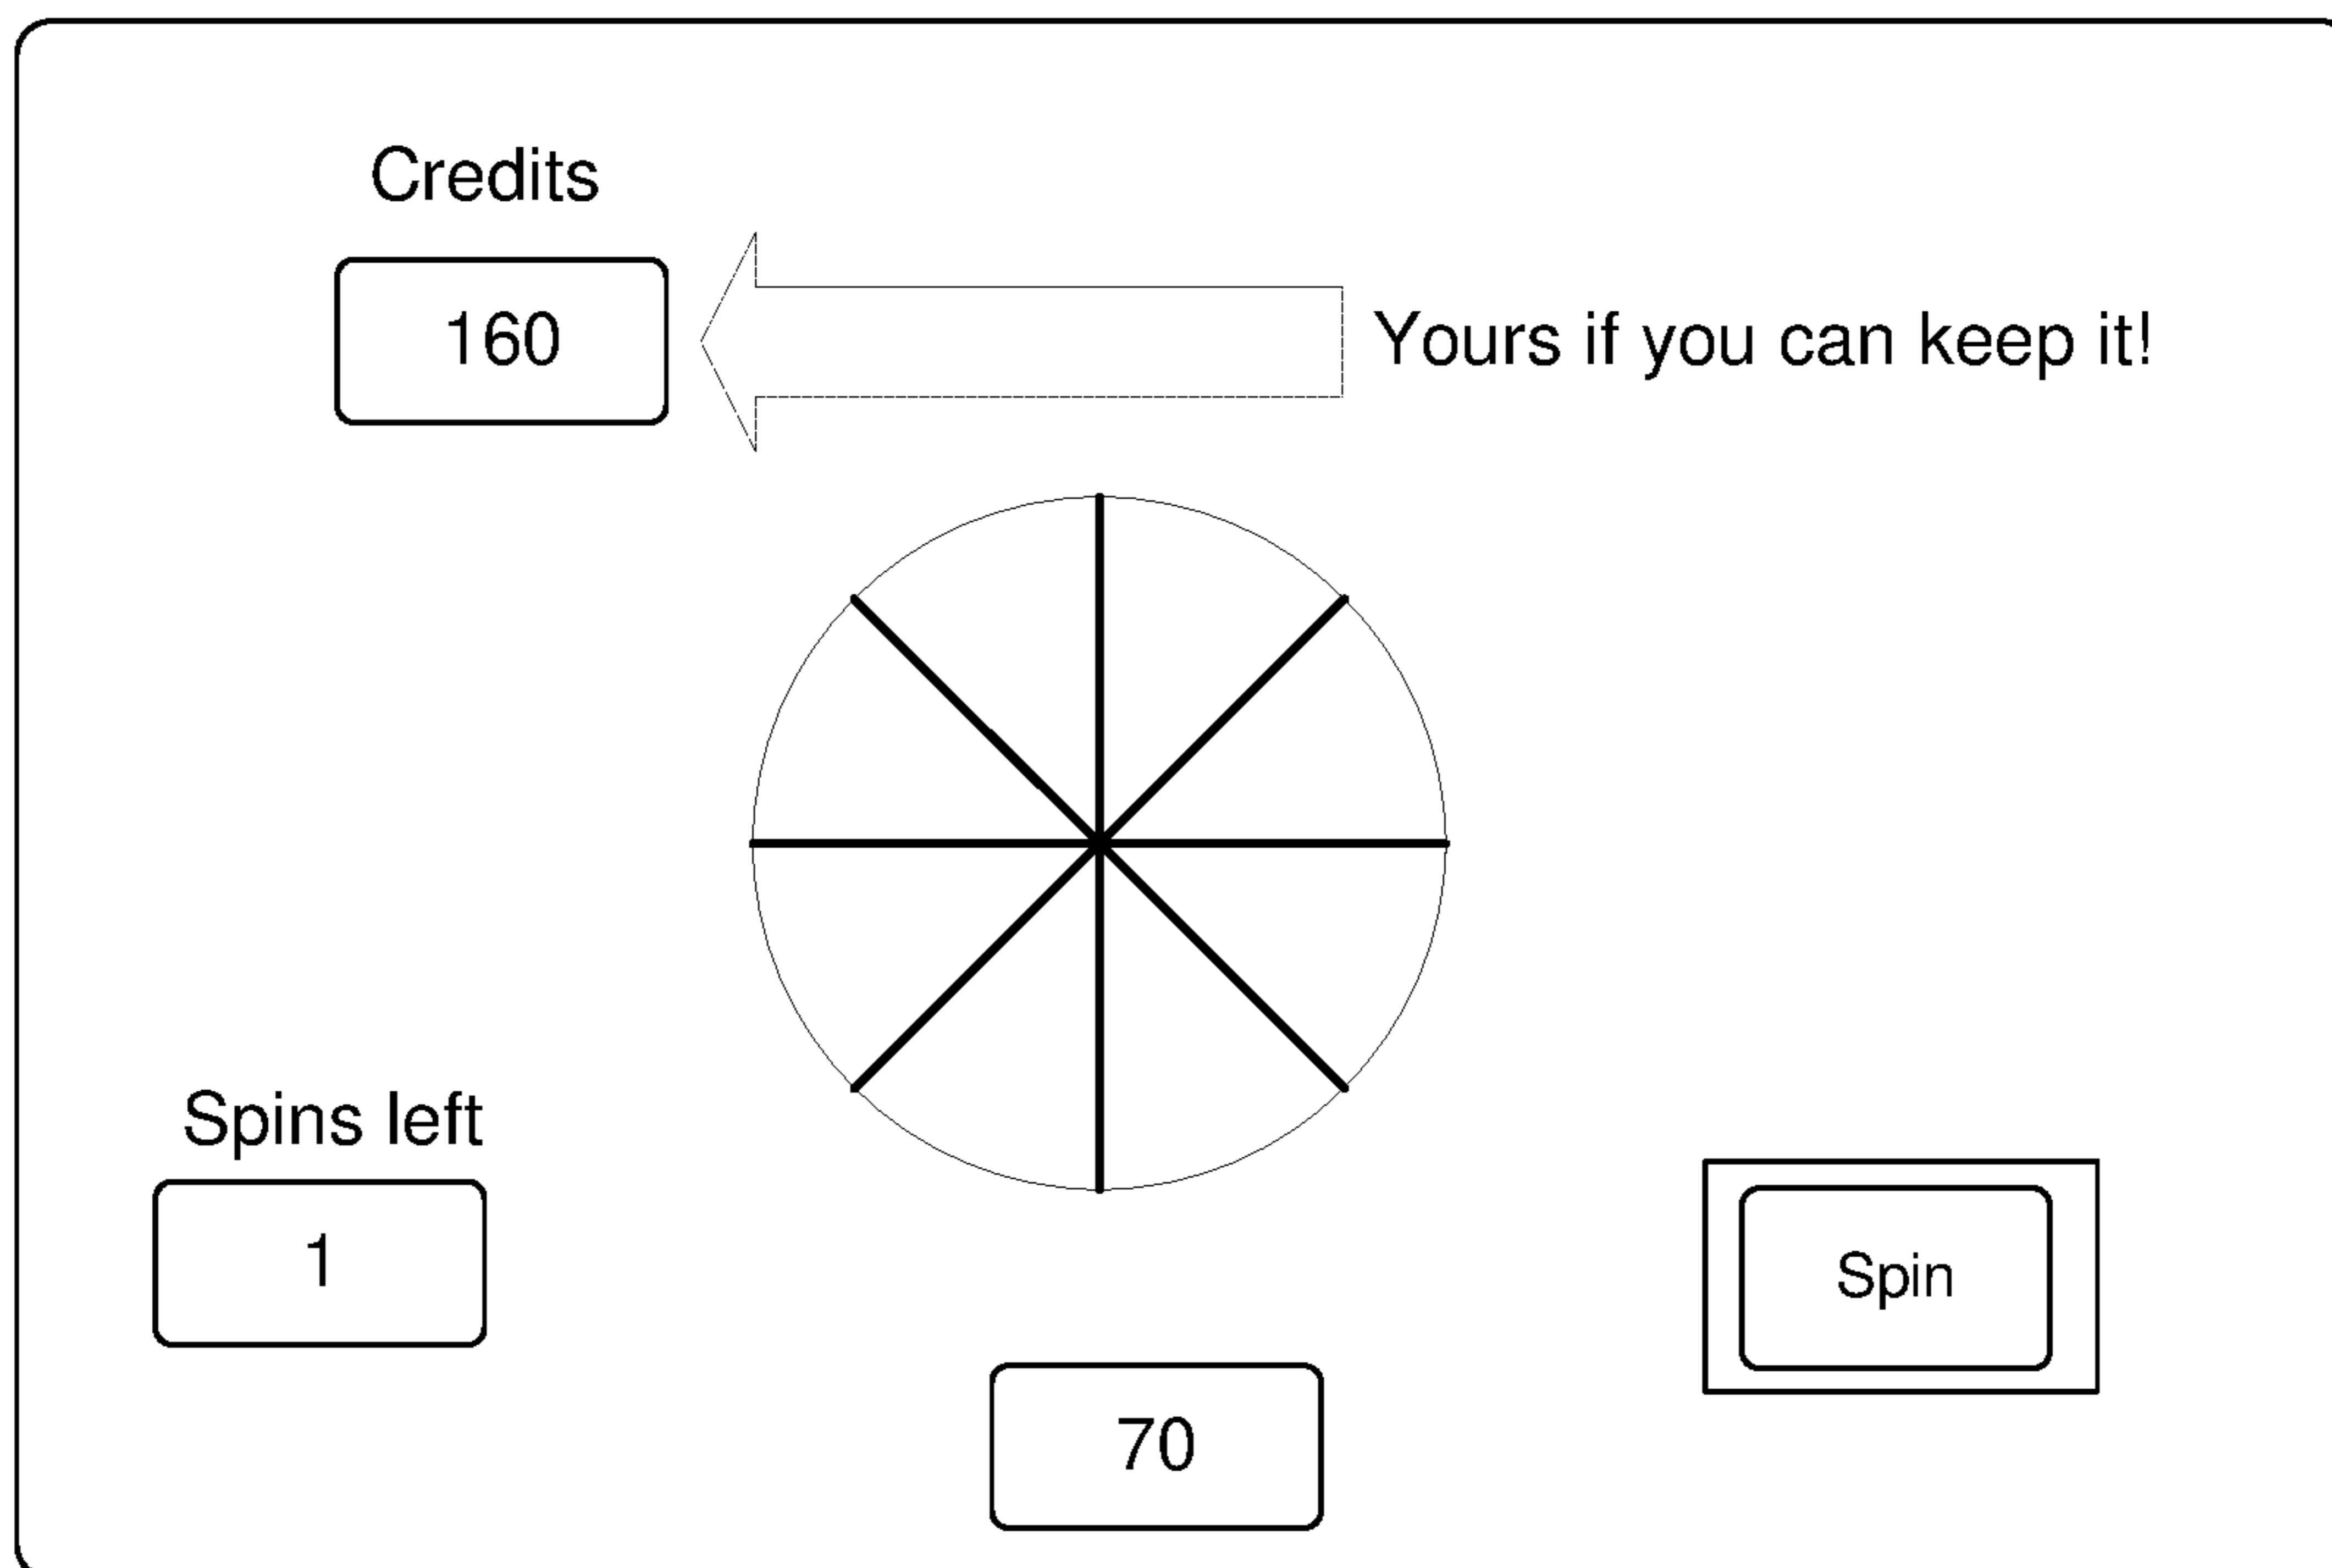 Credits
160
Yours if you can keep it!
Spins left
1
Spin
70